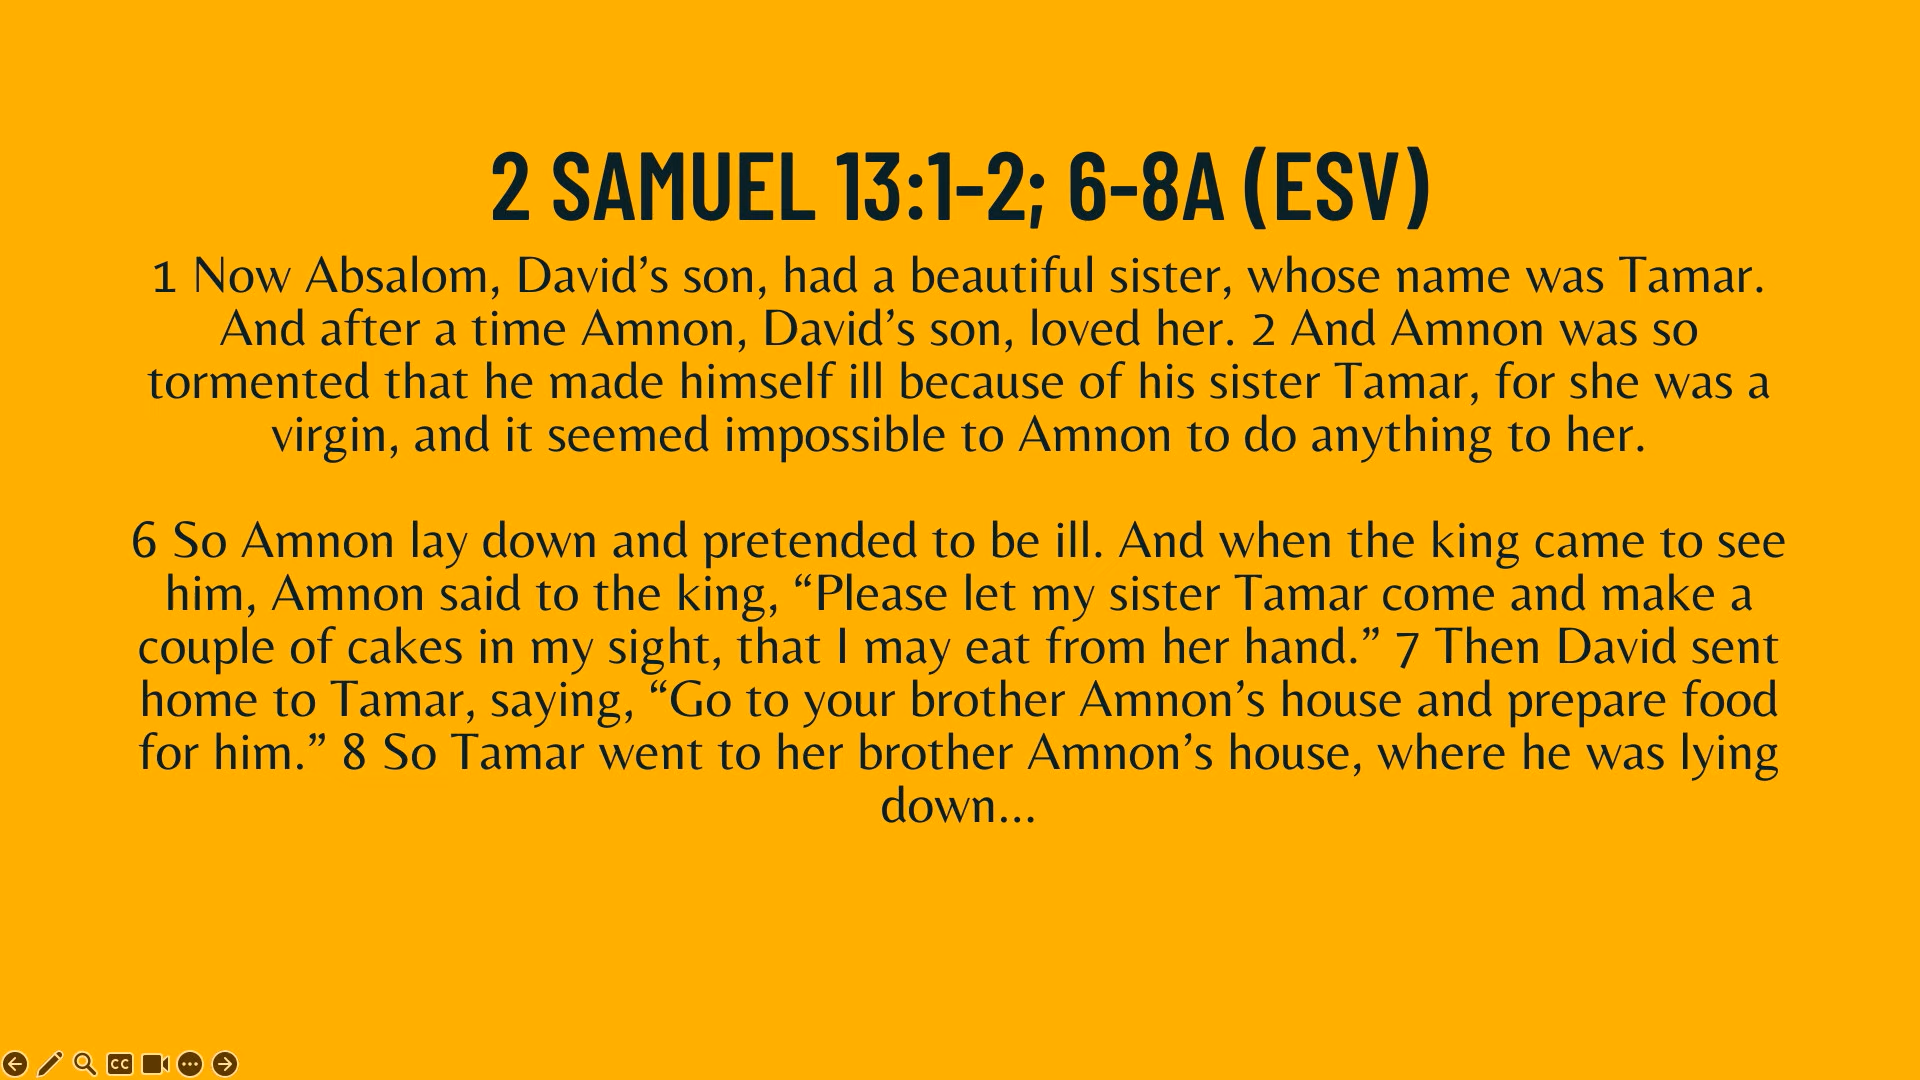 2 SAMUEL 13:1-2; 6-8A (ESV)
1 Now Absalom, David’s son, had a beautiful sister, whose name was Tamar.
And after a time Amnon, David’s son, loved her. 2 And Amnon was so
tormented that he made himself ill because of his sister Tamar, for she was a
virgin, and it seemed impossible to Amnon to do anything to her.
6 So Amnon lay down and pretended to be ill. And when the king came to see
him, Amnon said to the king, “Please let my sister Tamar come and make a
couple of cakes in my sight, that I may eat from her hand.” 7 Then David sent
home to Tamar, saying, “Go to your brother Amnon’s house and prepare food
for him.” 8 So Tamar went to her brother Amnon’s house, where he was lying
down...
CC